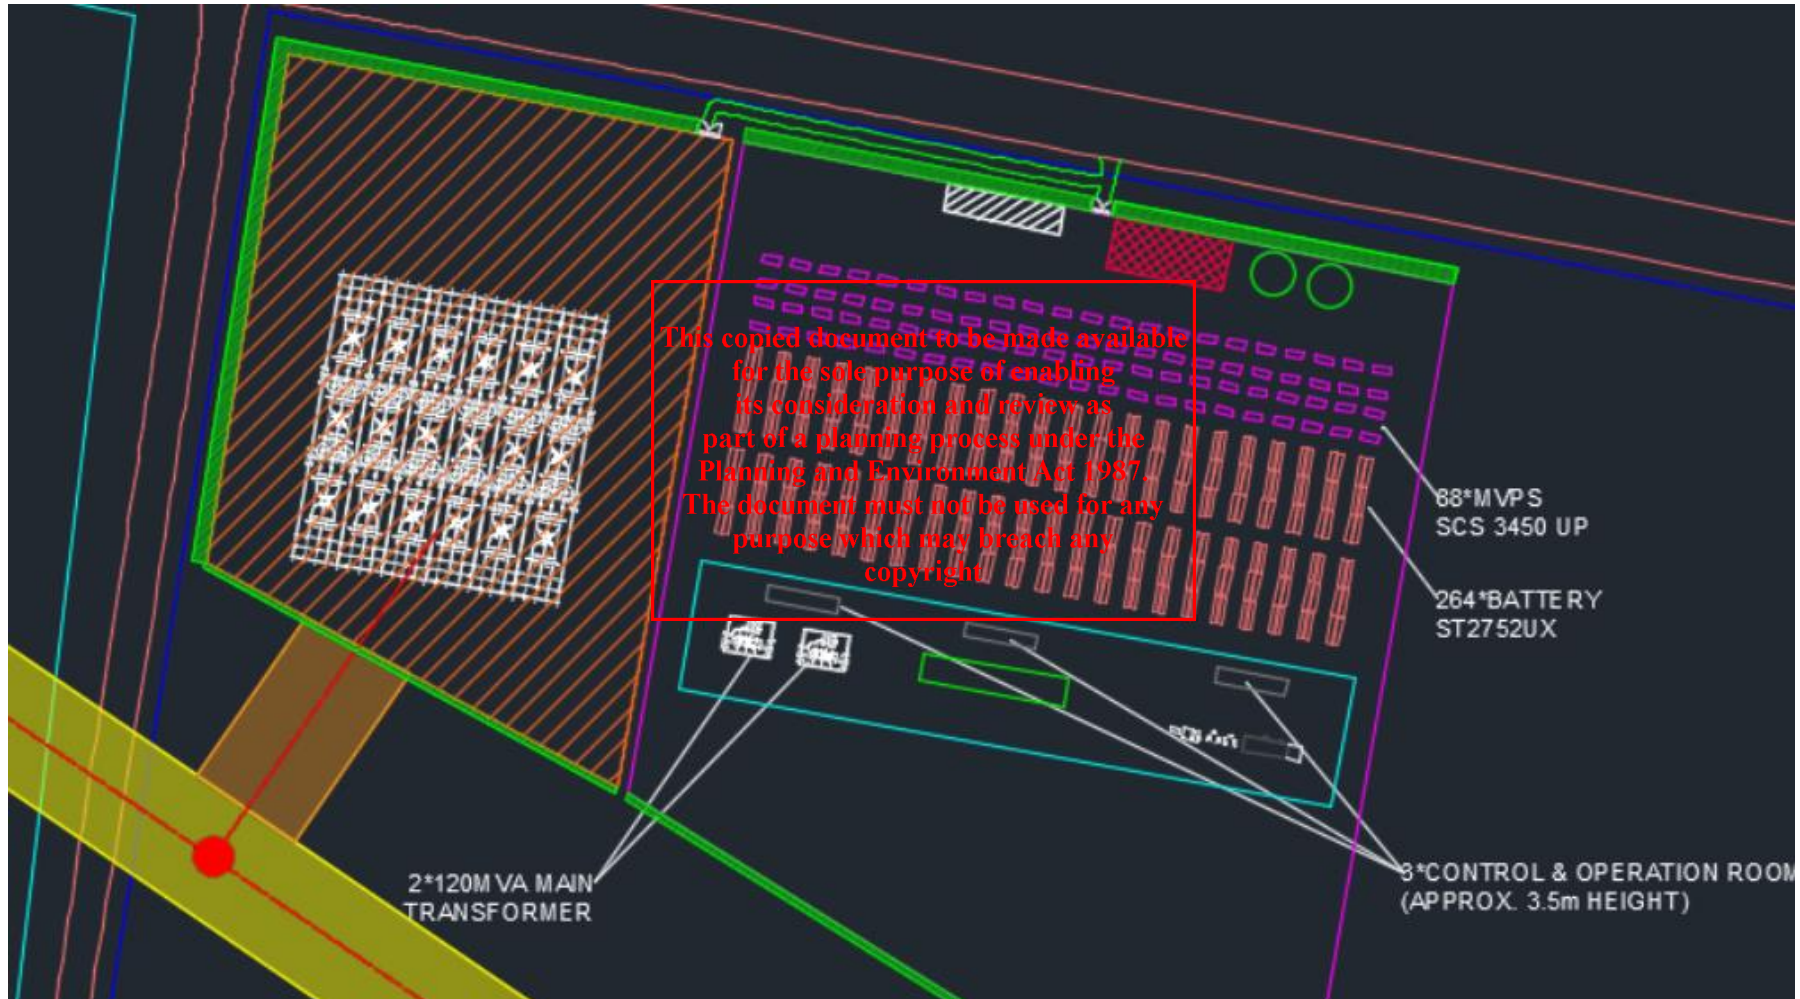 This copied document to be made available
for the sole purpose of enabling
its consideration and review as
part of a planning process under the
Planning and Environment Act 1987.
The document must not be used for any
purpose which may breach any
copyright
88*MVPS
SCS 3450 UP
264*BATTERY
ST2752UX
2*120MVA MAIN
TRANSFORMER
3*CONTROL & OPERATION ROOM
(APPROX. 3.5m HEIGHT)